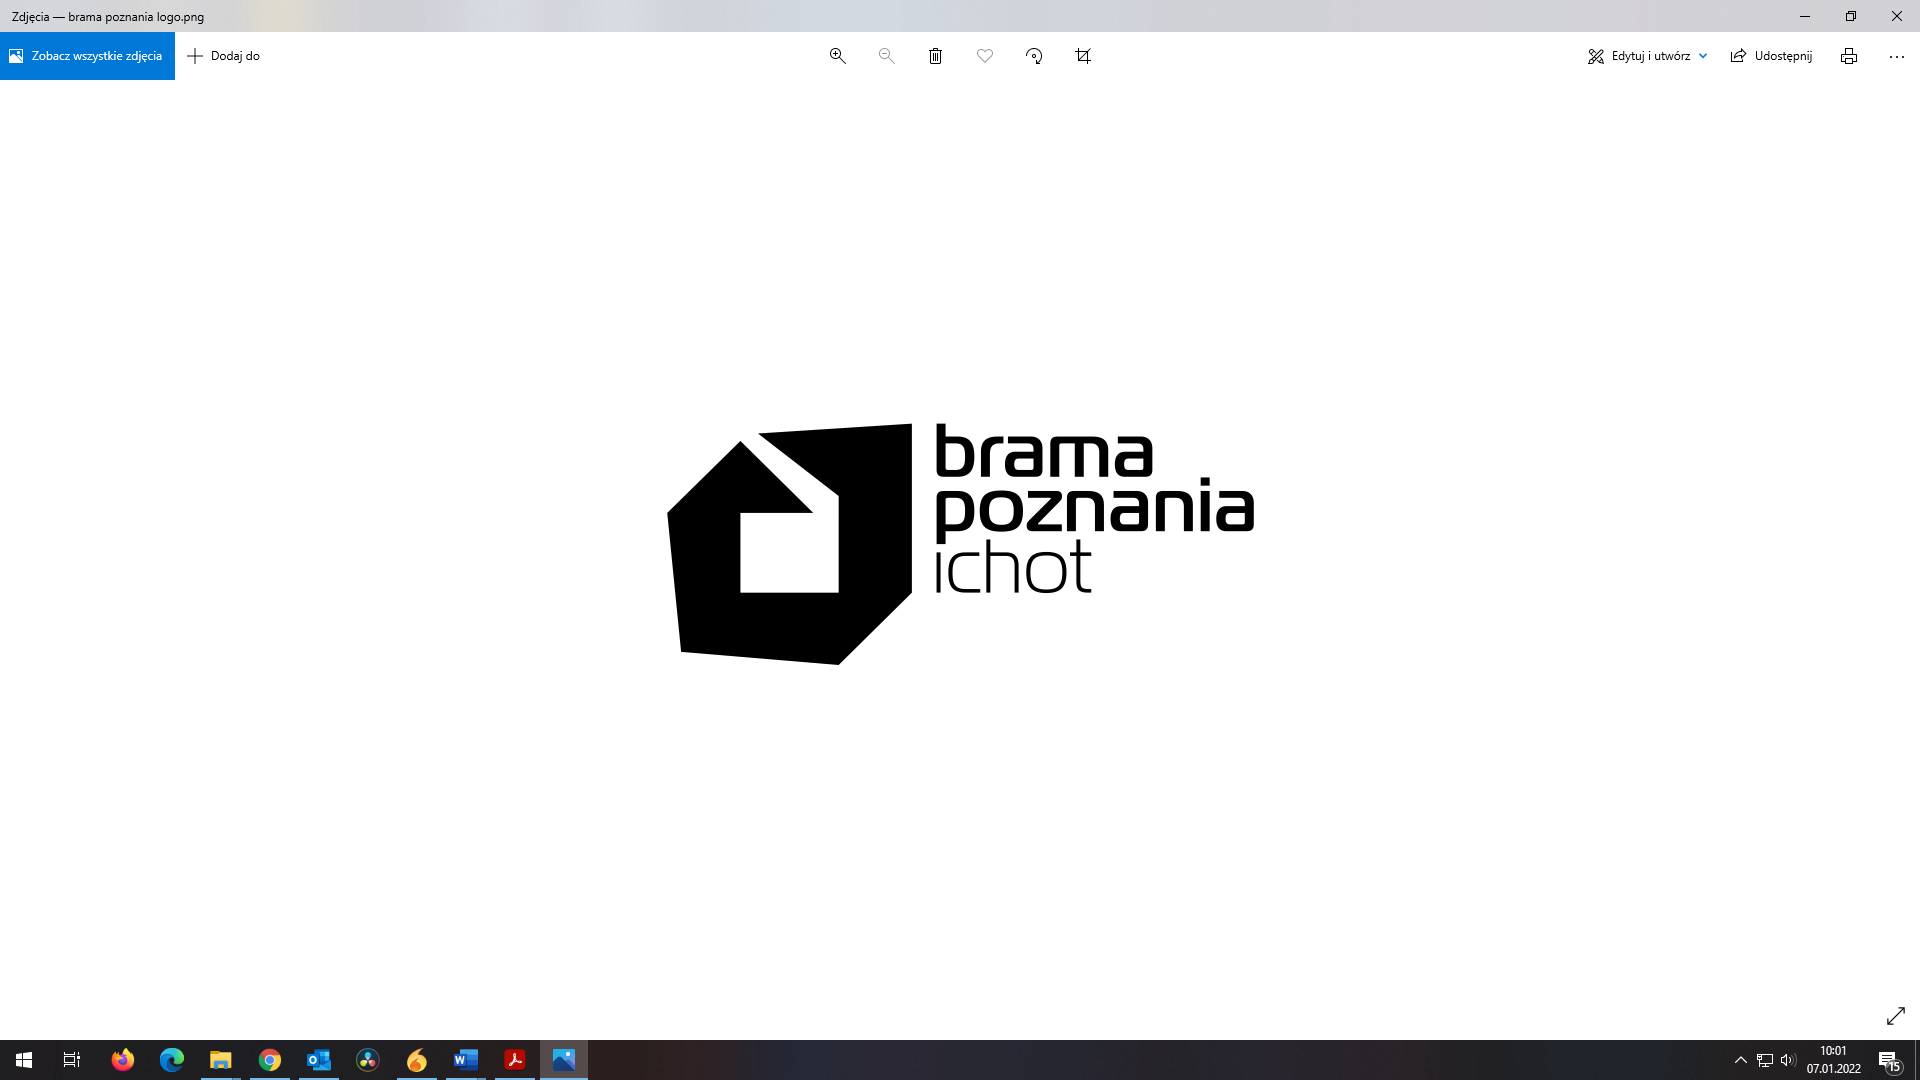 Zdjęcia — brama poznania logo.png
Zobacz wszystkie zdjęcia
Dodaj do
Edytuj i utwórz
Udostępnij
brama
poznania
ichot
10:01
07.01.2022
15